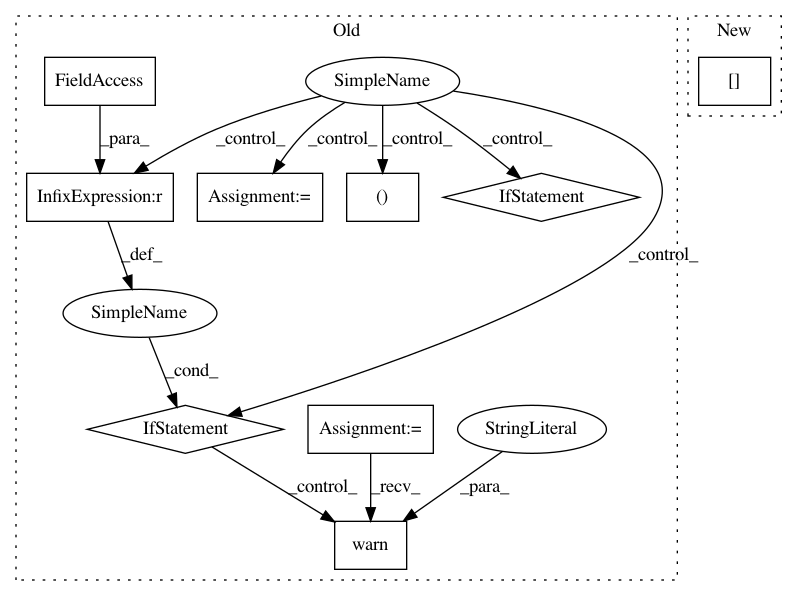 Old
New
FieldAccess
SimpleName
[]
_para_
_control_
_control_
_control_
_control_
InfixExpression:r
Assignment:=
()
IfStatement
_def_
_control_
SimpleName
_cond_
IfStatement
Assignment:=
StringLiteral
_control_
_recv_
_para_
warn